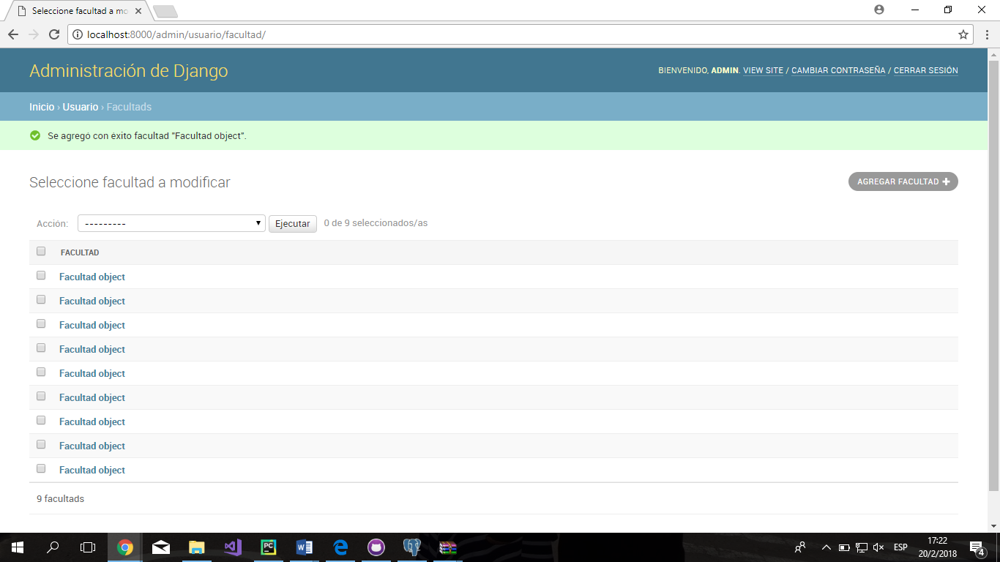 Seleccione facultad a mo
localhost:8000/admin/usuario/facultad/
Administración de Django
BIENVENIDO, ADMIN. VIEW SITE / CAMBIAR CONTRASEÑA / CERRAR SESIÓN
Inicio › Usuario › Facultads
Se agregó con éxito facultad "Facultad object".
Seleccione facultad a modificar
AGREGAR FACULTAD
Acción: --------- Ejecutar 0 de 9 seleccionados/as
FACULTAD
Facultad object
Facultad object
Facultad object
Facultad object
Facultad object
Facultad object
Facultad object
Facultad object
Facultad object
9 facultads
PC
W
ESP
17:22
20/2/2018
4